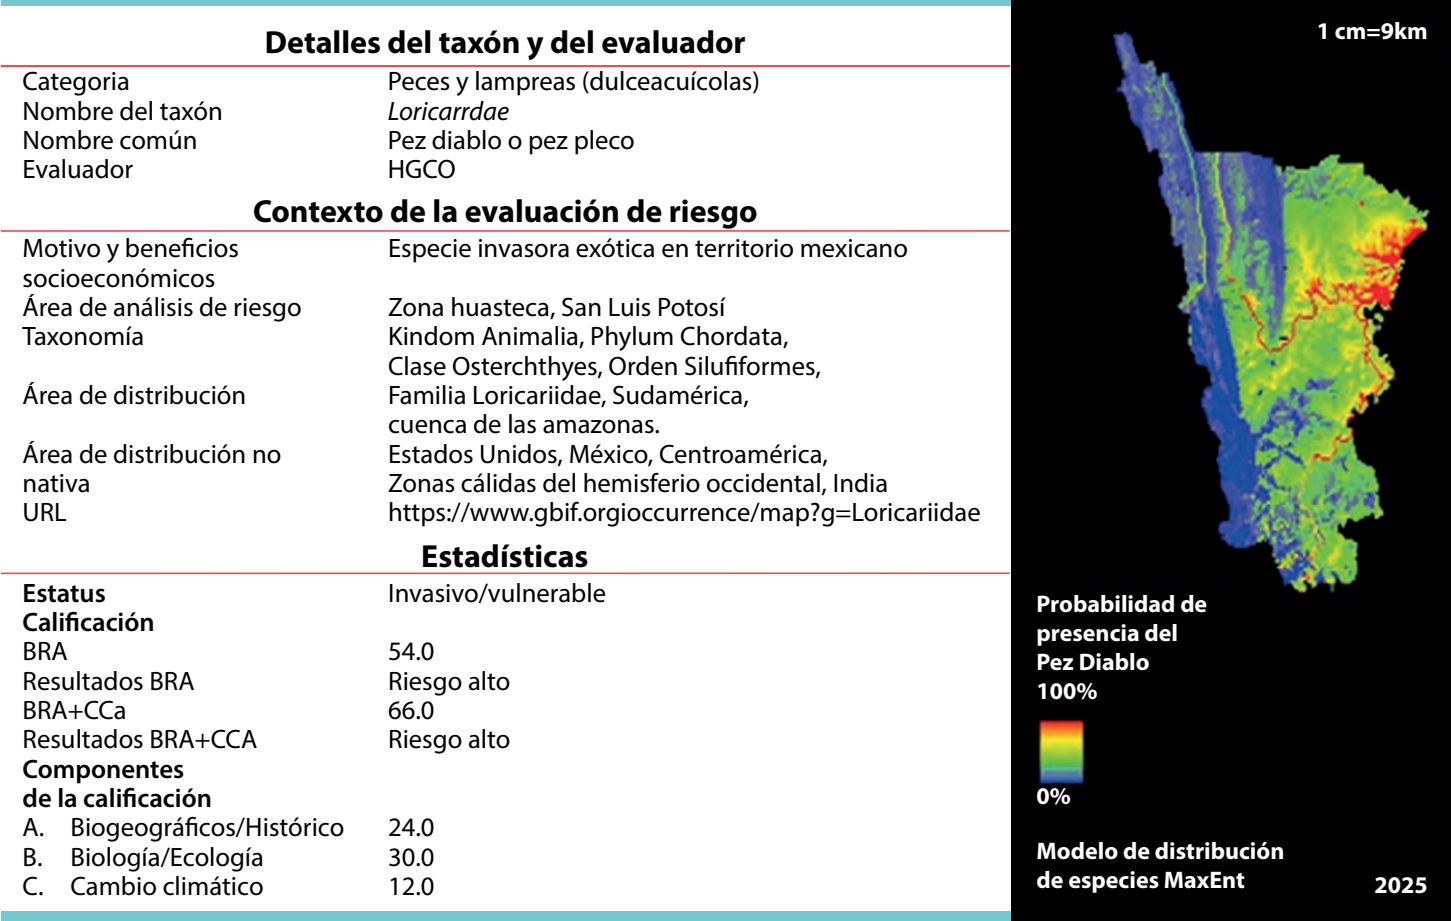 Detalles del taxón y del evaluador
Categoria Peces y lampreas (dulceacuícolas)
Nombre del taxón Loricarrdae
Nombre común Pez diablo o pez pleco
Evaluador HGCO
Contexto de la evaluación de riesgo
Motivo y beneficios Especie invasora exótica en territorio mexicano
socioeconómicos
Área de análisis de riesgo Zona huasteca, San Luis Potosí
Taxonomía Kindom Animalia, Phylum Chordata,
Clase Osterchthyes, Orden Silufiformes,
Área de distribución Familia Loricariidae, Sudamérica,
cuenca de las amazonas.
Área de distribución no Estados Unidos, México, Centroamérica,
nativa Zonas cálidas del hemisferio occidental, India
URL https://www.gbif.orgioccurrence/map?g=Loricariidae
Estadísticas
Estatus Invasivo/vulnerable
Calificación
BRA 54.0
Resultados BRA Riesgo alto
BRA+CCa 66.0
Resultados BRA+CCA Riesgo alto
Componentes
de la calificación
A. Biogeográficos/Histórico 24.0
B. Biología/Ecología 30.0
C. Cambio climático 12.0
1 cm=9km
Probabilidad de
presencia del
Pez Diablo
100%
0%
Modelo de distribución
de especies MaxEnt
2025